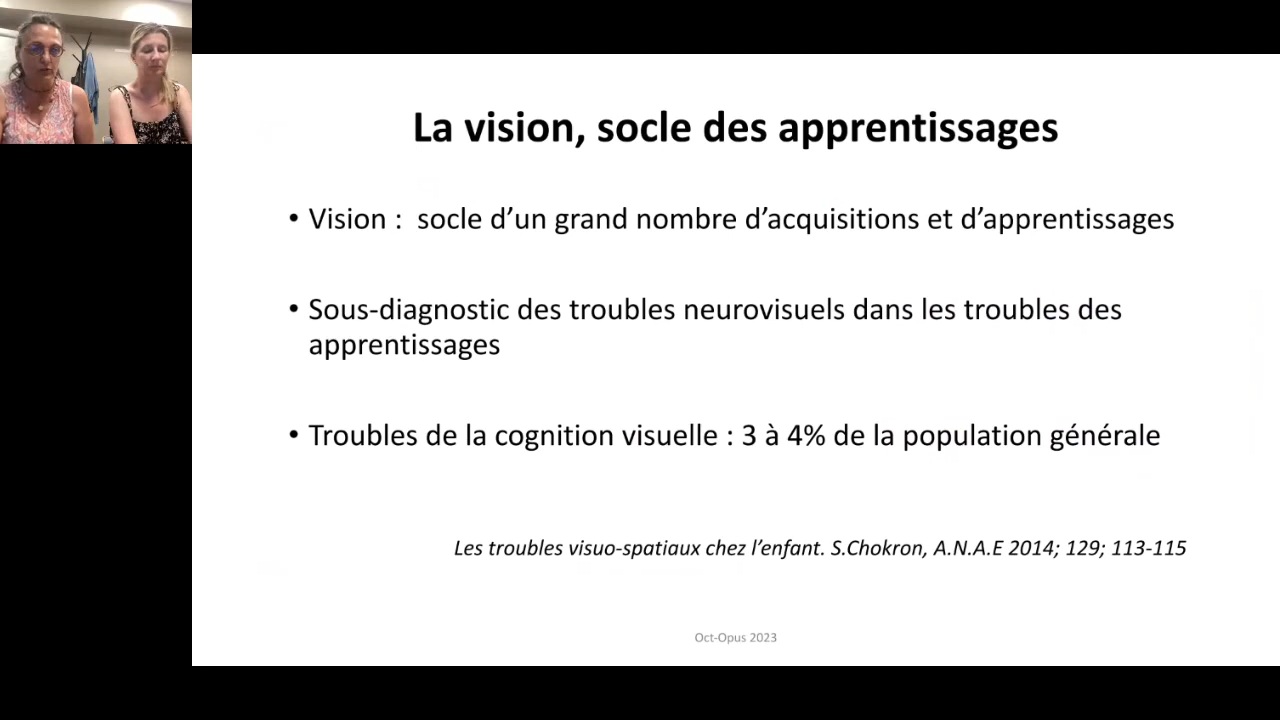 La vision, socle des apprentissages
• Vision :  socle d’un grand nombre d’acquisitions et d’apprentissages
• Sous-diagnostic des troubles neurovisuels dans les troubles des
apprentissages
• Troubles de la cognition visuelle : 3 à 4% de la population générale
Les troubles visuo-spatiaux chez l’enfant. S.Chokron, A.N.A.E 2014; 129; 113-115
Oct-Opus 2023